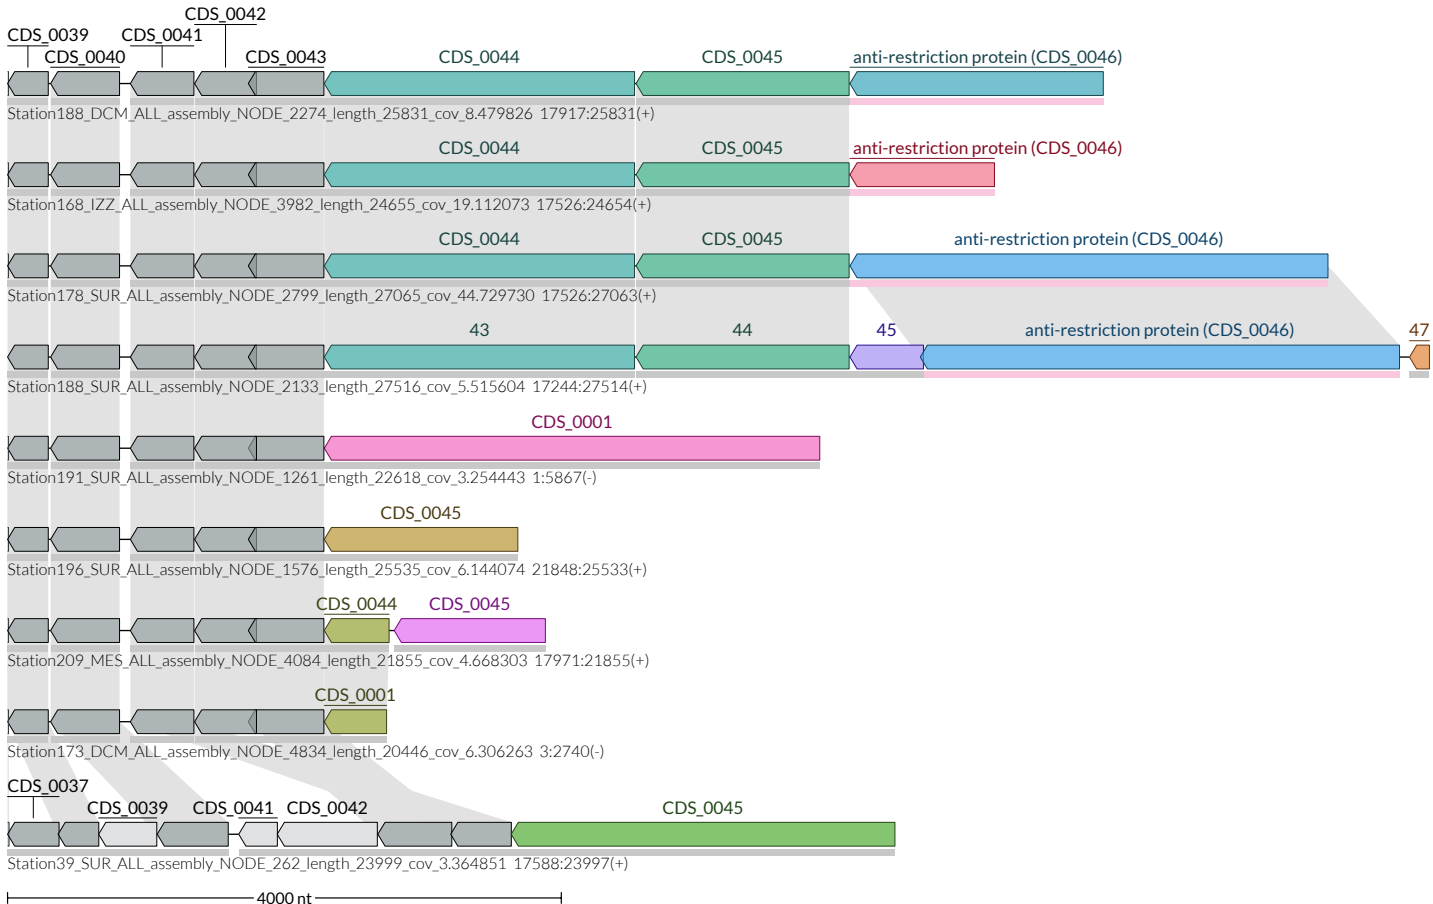 CDS_0042
CDS_0039 CDS_0041
CDS_0040 CDS_0043 CDS_0044 CDS_0045 anti-restriction protein (CDS_0046)
Station188_DCM_ALL_assembly_NODE_2274_length_25831_cov_8.479826 17917:25831(+)
CDS_0044 CDS_0045 anti-restriction protein (CDS_0046)
Station168_IZZ_ALL_assembly_NODE_3982_length_24655_cov_19.112073 17526:24654(+)
CDS_0044 CDS_0045 anti-restriction protein (CDS_0046)
Station178_SUR_ALL_assembly_NODE_2799_length_27065_cov_44.729730 17526:27063(+)
43 44 45 anti-restriction protein (CDS_0046) 47
Station188_SUR_ALL_assembly_NODE_2133_length_27516_cov_5.515604 17244:27514(+)
CDS_0001
Station191_SUR_ALL_assembly_NODE_1261_length_22618_cov_3.254443 1:5867(-)
CDS_0045
Station196_SUR_ALL_assembly_NODE_1576_length_25535_cov_6.144074 21848:25533(+)
CDS_0044 CDS_0045
Station209_MES_ALL_assembly_NODE_4084_length_21855_cov_4.668303 17971:21855(+)
CDS_0001
Station173_DCM_ALL_assembly_NODE_4834_length_20446_cov_6.306263 3:2740(-)
CDS_0037
CDS_0039 CDS_0041 CDS_0042 CDS_0045
Station39_SUR_ALL_assembly_NODE_262_length_23999_cov_3.364851 17588:23997(+)
4000 nt